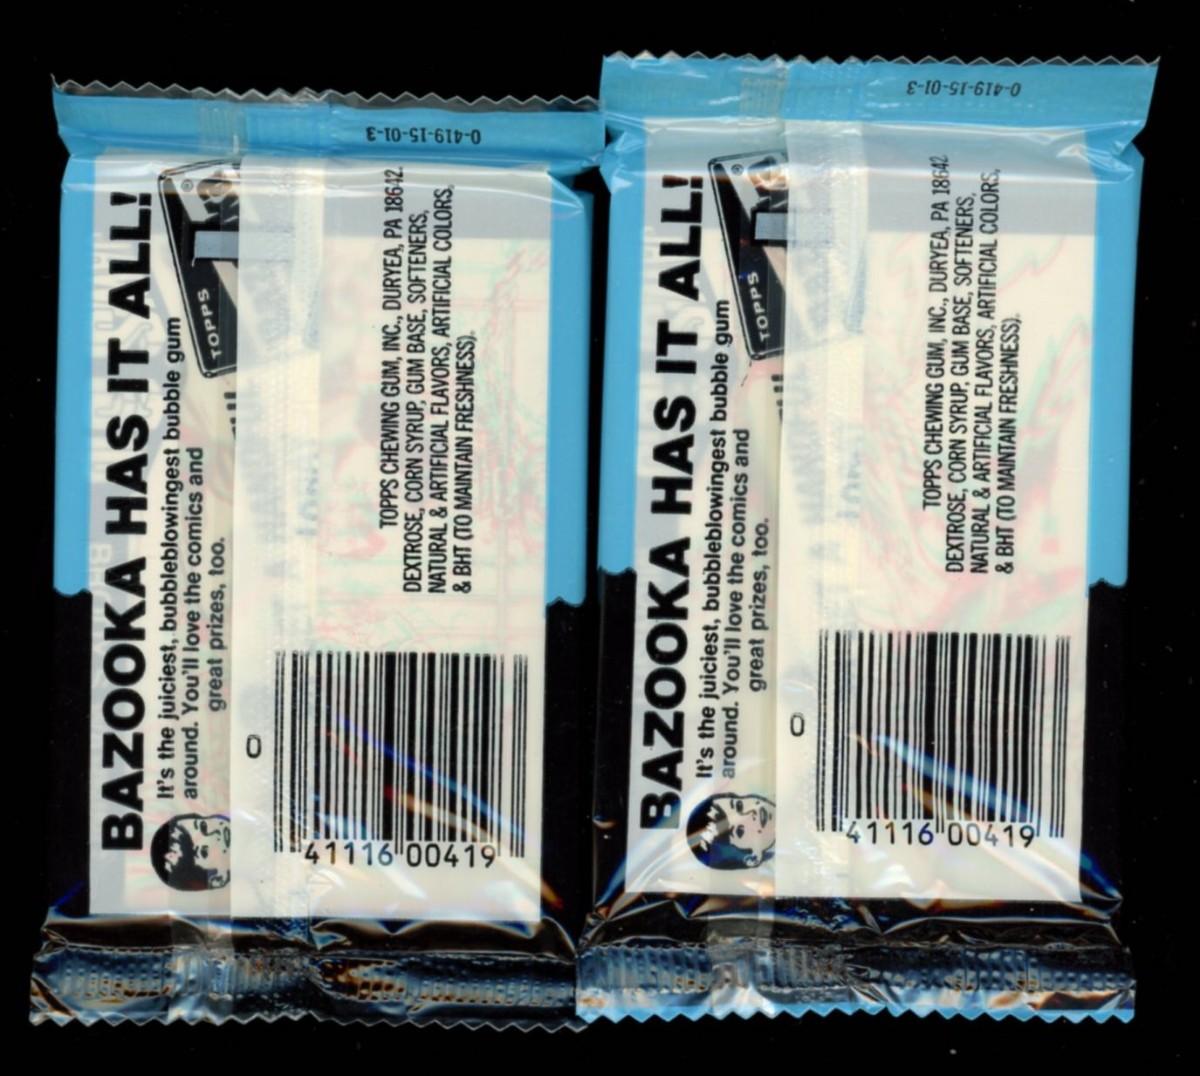 0-419-15-01-3
BAZOOKA HAS IT ALL!
It's the juiciest, bubbleblowingest bubble gum
around. You'll love the comics and
great prizes, too.
TOPPS
®
TOPPS CHEWING GUM, INC., DURYEA, PA 18642.
DEXTROSE, CORN SYRUP, GUM BASE, SOFTENERS,
NATURAL & ARTIFICIAL FLAVORS, ARTIFICIAL COLORS,
& BHT (TO MAINTAIN FRESHNESS).
0
41116 00419
0-419-15-01-3
BAZOOKA HAS IT ALL!
It's the juiciest, bubbleblowingest bubble gum
around. You'll love the comics and
great prizes, too.
TOPPS
®
TOPPS CHEWING GUM, INC., DURYEA, PA 18642
DEXTROSE, CORN SYRUP, GUM BASE, SOFTENERS,
NATURAL & ARTIFICIAL FLAVORS, ARTIFICIAL COLORS,
& BHT (TO MAINTAIN FRESHNESS).
0
41116 00419